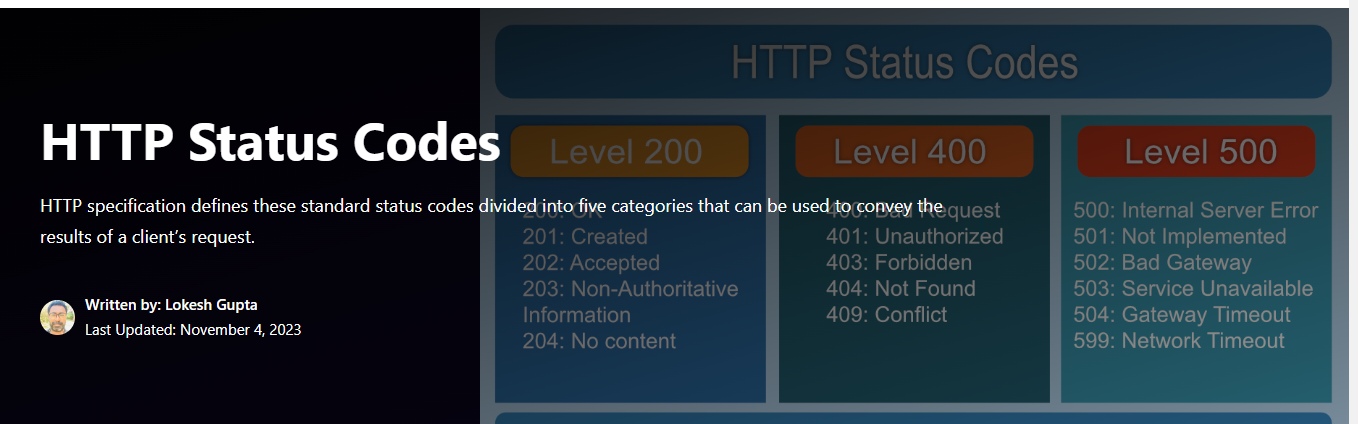 HTTP Status Codes
HTTP specification defines these standard status codes divided into five categories that can be used to convey the
results of a client's request.
Written by: Lokesh Gupta
Last Updated: November 4, 2023
HTTP Status Codes
Level 200
200: OK
201: Created
202: Accepted
203: Non-Authoritative
Information
204: No content
Level 400
400: Bad Request
401: Unauthorized
403: Forbidden
404: Not Found
409: Conflict
Level 500
500: Internal Server Error
501: Not Implemented
502: Bad Gateway
503: Service Unavailable
504: Gateway Timeout
599: Network Timeout